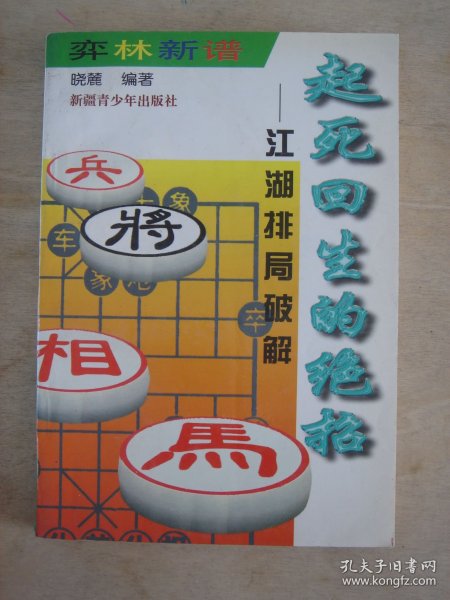 弈林新谱
晓麓 编著
新疆青少年出版社
起死回生的绝招
——江湖排局破解
兵
將
象
车
象
炮
卒
相
馬
孔夫子旧书网
www.kongfz.com